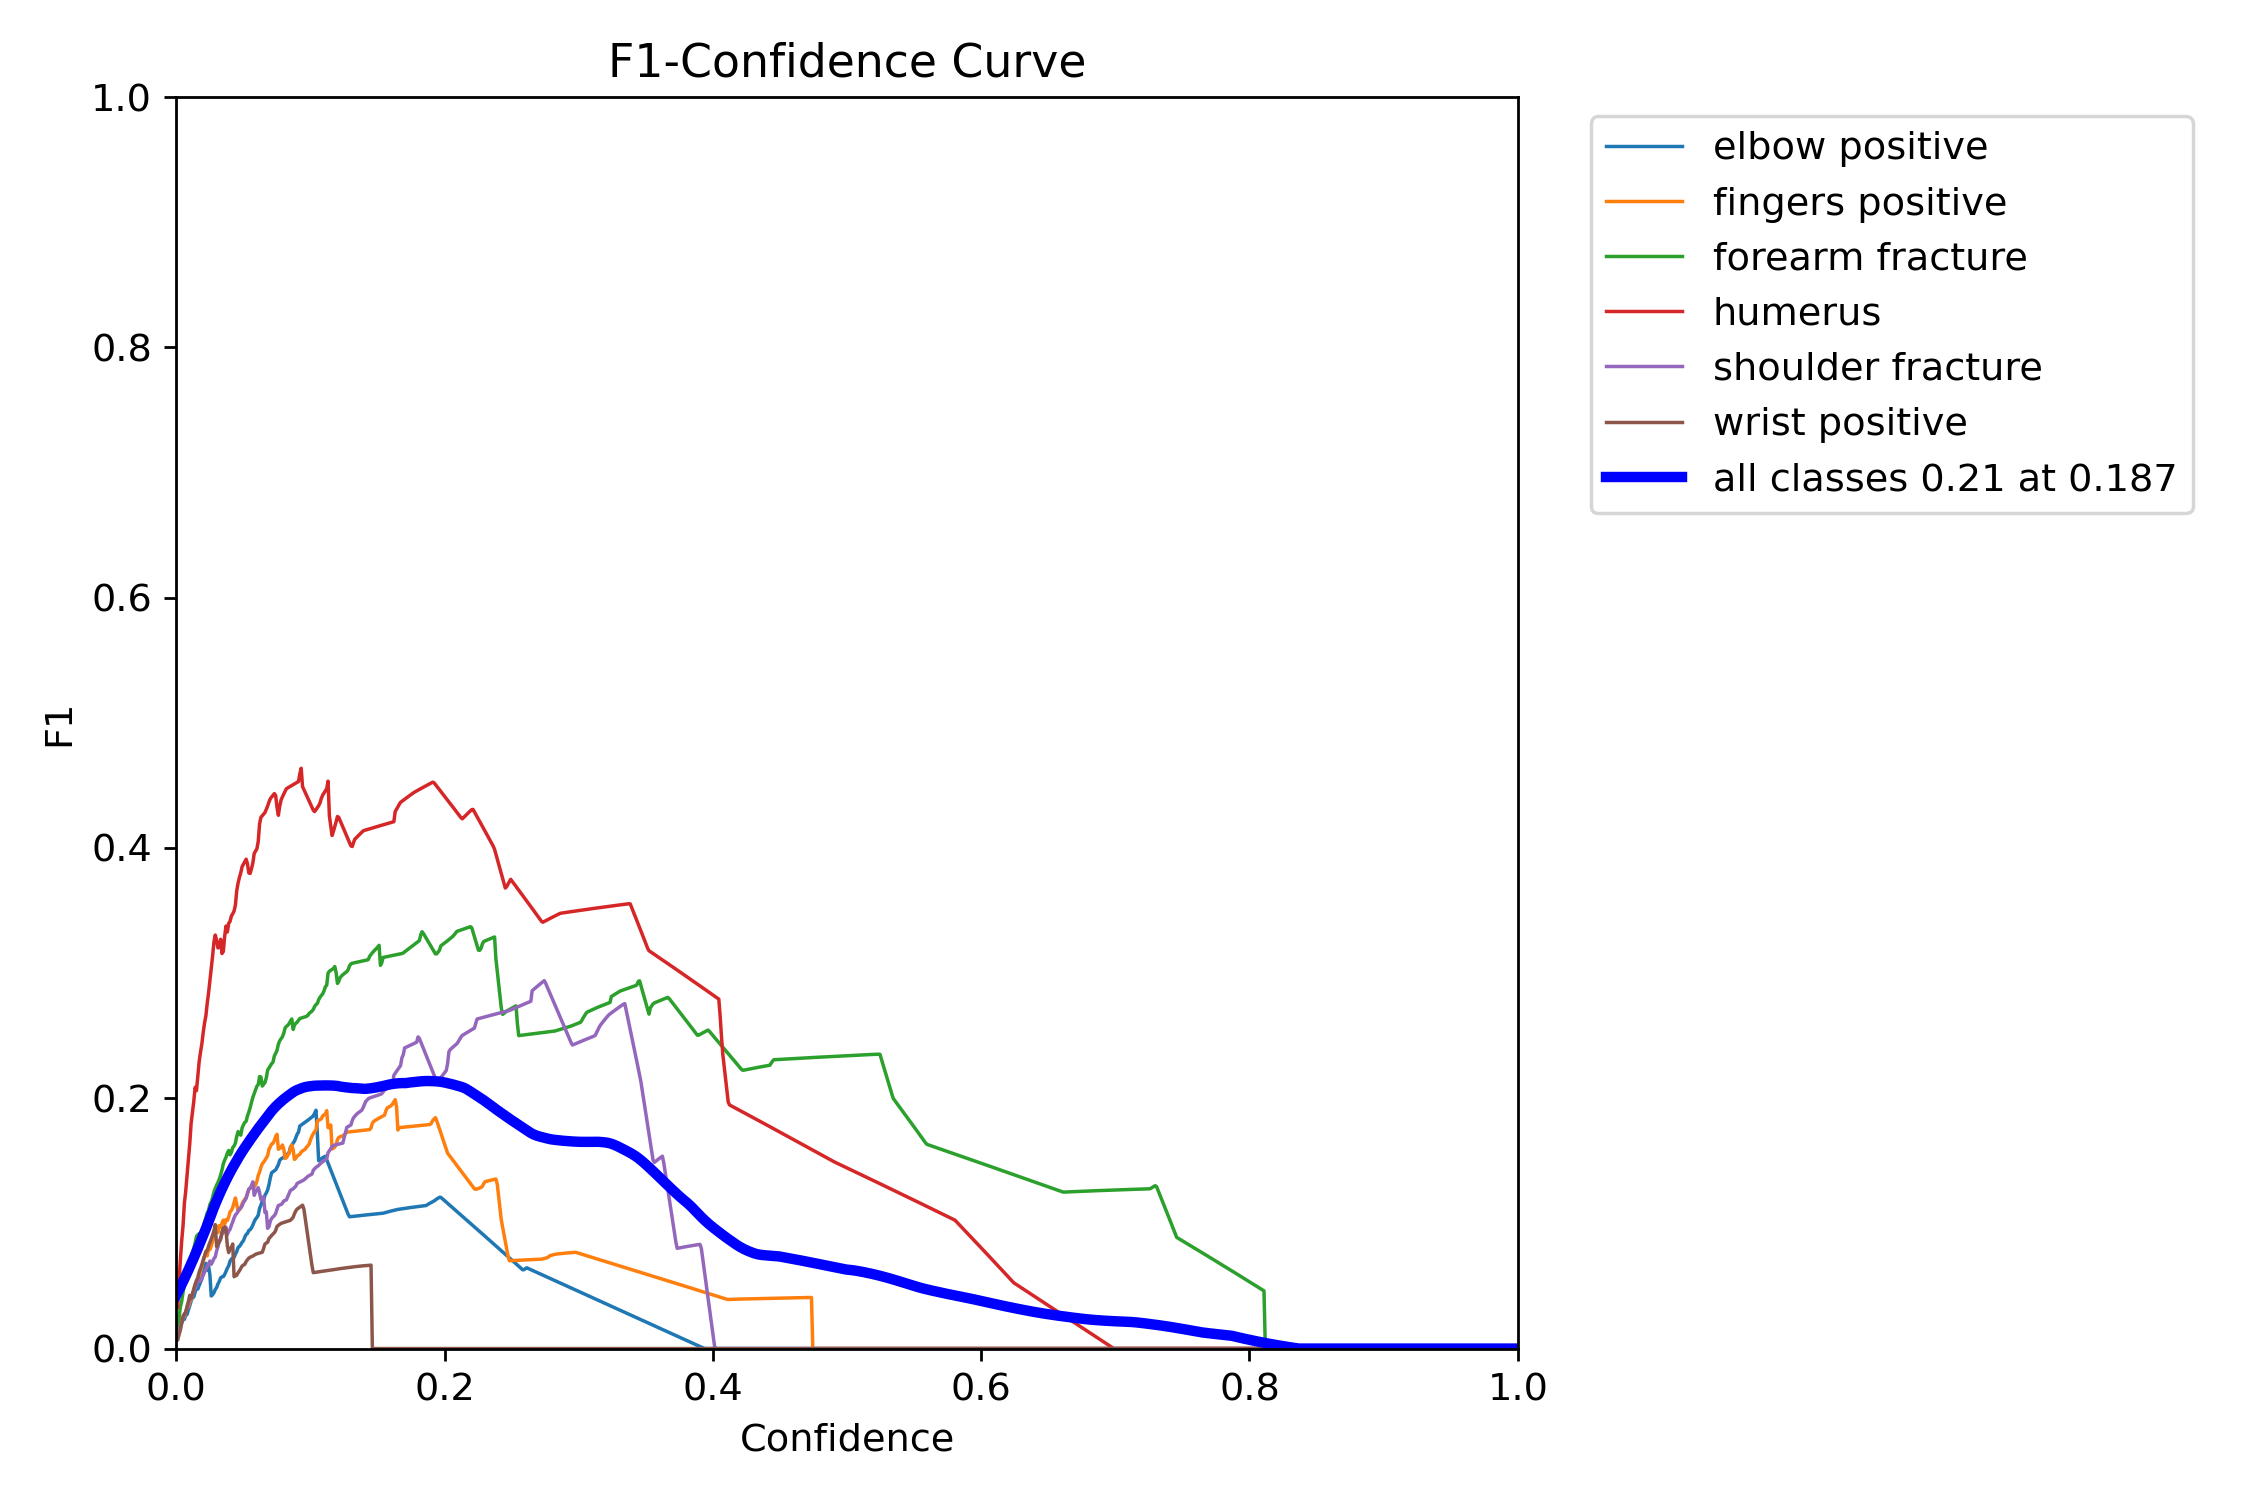 F1-Confidence Curve
1.0
0.8
0.6
0.4
0.2
0.0
F1
0.0 0.2 0.4 0.6 0.8 1.0
Confidence
elbow positive
fingers positive
forearm fracture
humerus
shoulder fracture
wrist positive
all classes 0.21 at 0.187